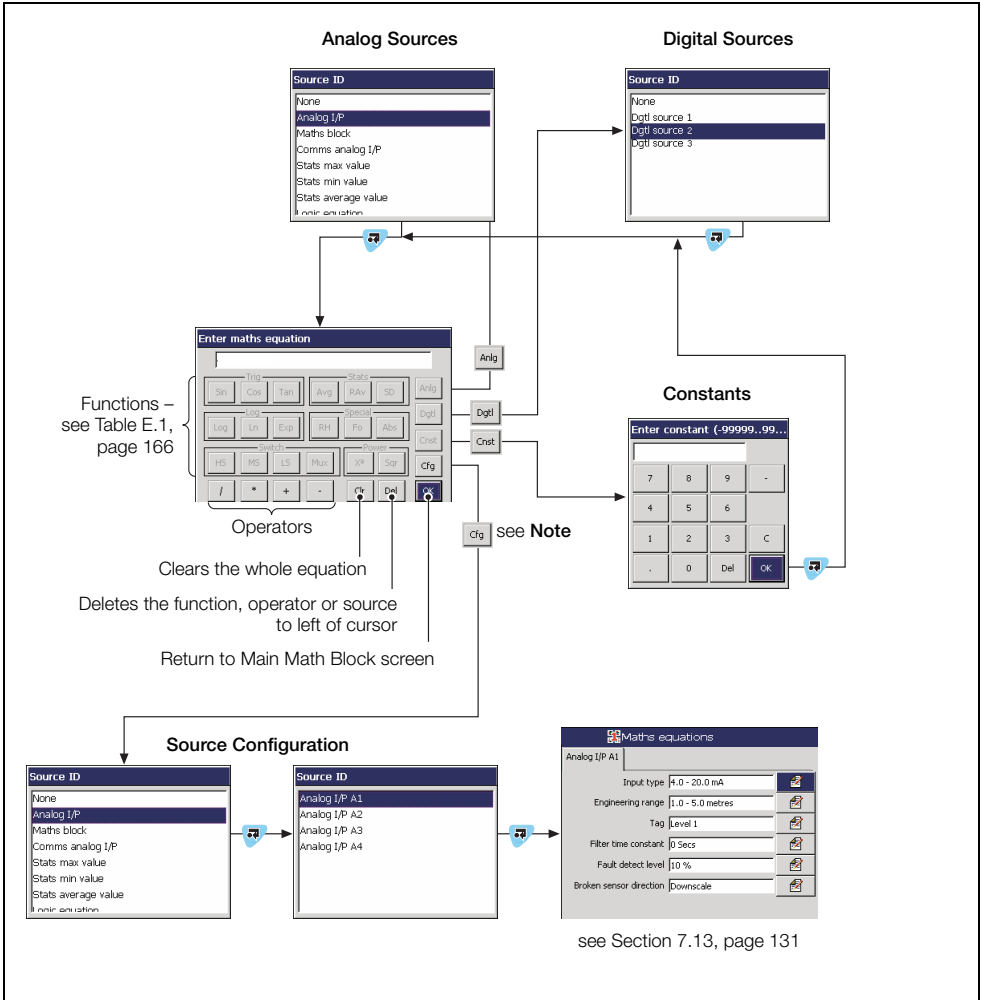 Analog Sources
Digital Sources
Source ID
None
Analog I/P
Maths block
Comms analog I/P
Stats max value
Stats min value
Stats average value
Logic equation
Source ID
None
Dgtl source 1
Dgtl source 2
Dgtl source 3
Enter maths equation
Trig
Stats
Sin Cos Tan Avg RAv SD Anlg
Dgtl
Log
Special
Log Ln Exp RH Fo Abs
Cnst
Switch
Power
HS MS LS Mux Xª Sqr Cfg
/ * + - Clr Del OK
Anlg
Dgtl
Cnst
Cfg
see Note
Functions –
see Table E.1,
page 166
Operators
Clears the whole equation
Deletes the function, operator or source
to left of cursor
Return to Main Math Block screen
Constants
Enter constant (-99999..99...
7 8 9 -
4 5 6
1 2 3 C
. 0 Del OK
Source Configuration
Source ID
None
Analog I/P
Maths block
Comms analog I/P
Stats max value
Stats min value
Stats average value
Logic equation
Source ID
Analog I/P A1
Analog I/P A2
Analog I/P A3
Analog I/P A4
Maths equations
Analog I/P A1
Input type 4.0 - 20.0 mA
Engineering range 1.0 - 5.0 metres
Tag Level 1
Filter time constant 0 Secs
Fault detect level 10 %
Broken sensor direction Downscale
see Section 7.13, page 131